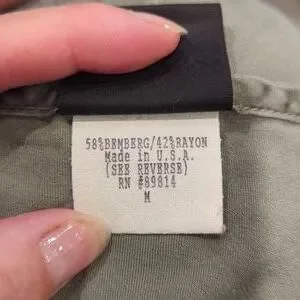 58%BEMBERG/42%RAYON
Made in U.S.A.
(SEE REVERSE)
RN #89814
M